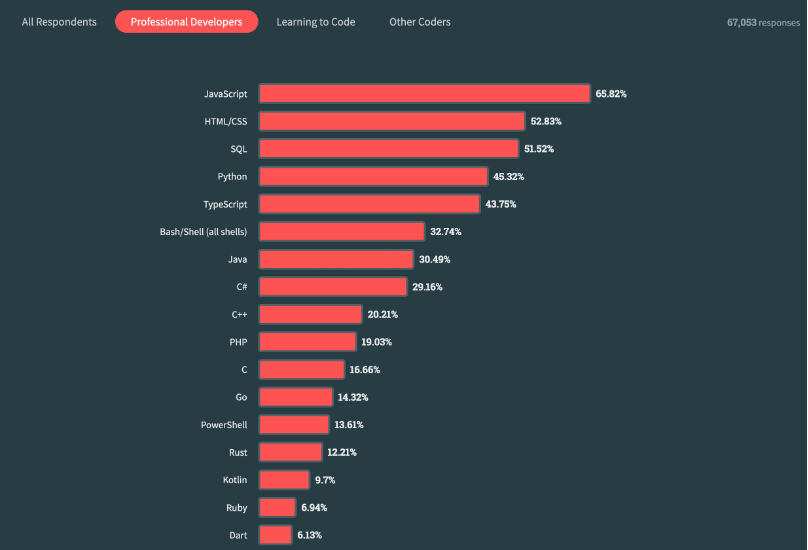 All Respondents Professional Developers Learning to Code Other Coders 67,053 responses
JavaScript 65.82%
HTML/CSS 52.83%
SQL 51.52%
Python 45.32%
TypeScript 43.75%
Bash/Shell (all shells) 32.74%
Java 30.49%
C# 29.16%
C++ 20.21%
PHP 19.03%
C 16.66%
Go 14.32%
PowerShell 13.61%
Rust 12.21%
Kotlin 9.7%
Ruby 6.94%
Dart 6.13%